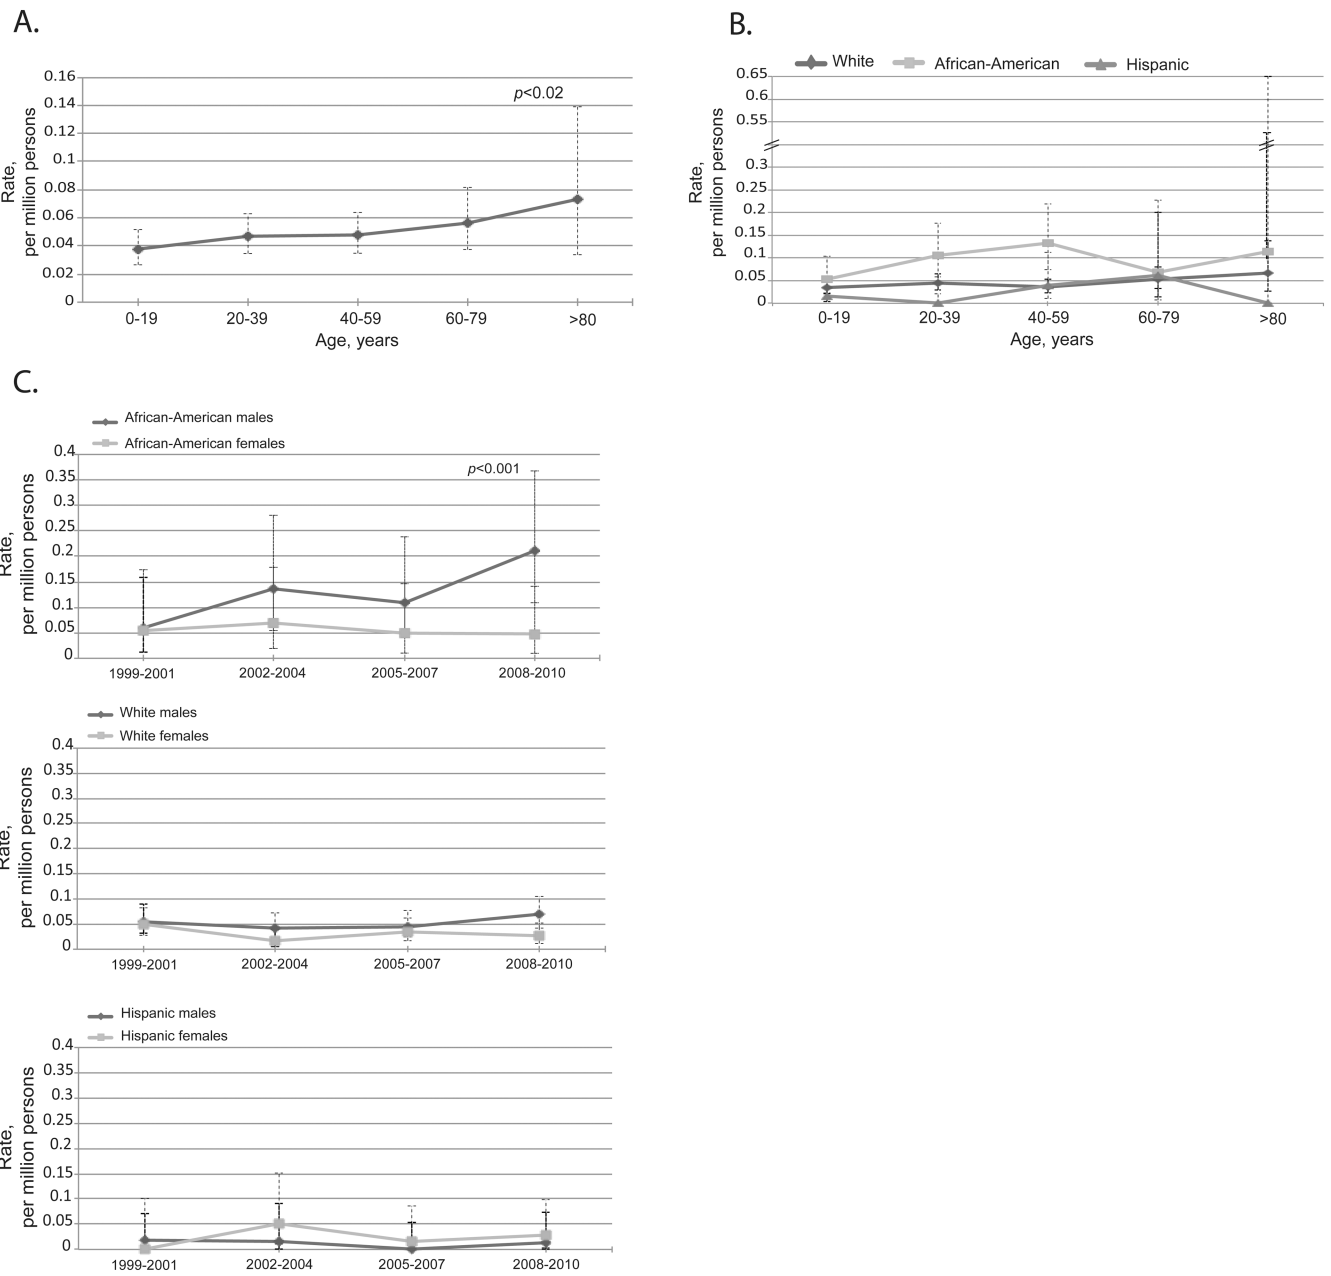 A.
0.16
0.14
0.12
0.1
0.08
0.06
0.04
0.02
0
Rate,
per million persons
p<0.02
0-19
20-39
40-59
60-79
>80
Age, years
B.
White
African-American
Hispanic
0.65
0.6
0.55
0.3
0.25
0.2
0.15
0.1
0.05
0
Rate,
per million persons
0-19
20-39
40-59
60-79
>80
Age, years
C.
African-American males
African-American females
0.4
0.35
0.3
0.25
0.2
0.15
0.1
0.05
0
Rate,
per million persons
p<0.001
1999-2001
2002-2004
2005-2007
2008-2010
White males
White females
0.4
0.35
0.3
0.25
0.2
0.15
0.1
0.05
0
Rate,
per million persons
1999-2001
2002-2004
2005-2007
2008-2010
Hispanic males
Hispanic females
0.4
0.35
0.3
0.25
0.2
0.15
0.1
0.05
0
Rate,
per million persons
1999-2001
2002-2004
2005-2007
2008-2010